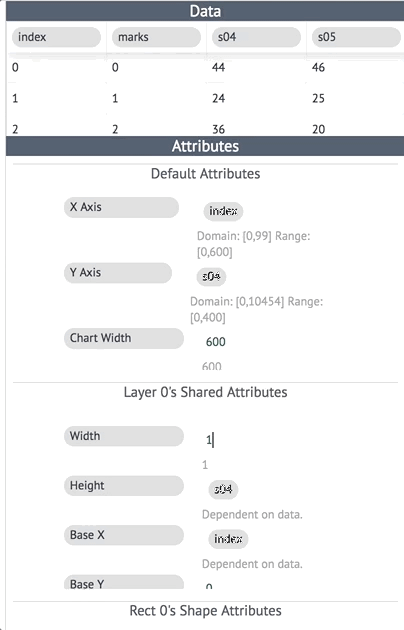 Data
index marks s04 s05
0 0 44 46
1 1 24 25
2 2 36 20
Attributes
Default Attributes
X Axis index
Domain: [0,99] Range:
[0,600]
Y Axis s04
Domain: [0,10454] Range:
[0,400]
Chart Width 600
600
Layer 0's Shared Attributes
Width 1
1
Height s04
Dependent on data.
Base X index
Dependent on data.
Base Y 0
Rect 0's Shape Attributes